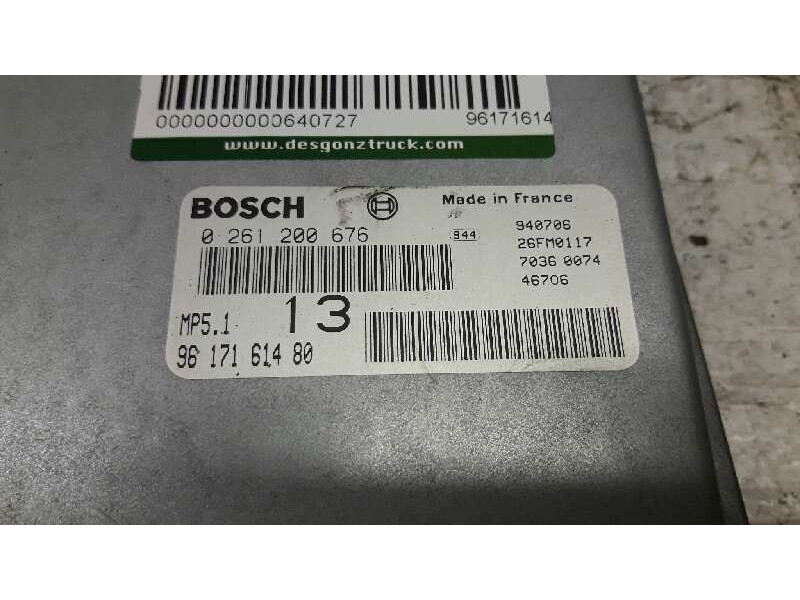 0000000000640727 96171614
www.desgonztruck.com
BOSCH Made in France
0 261 200 676 944 940706
26FM0117
7036 0074
46706
MP5.1 13
96 171 614 80